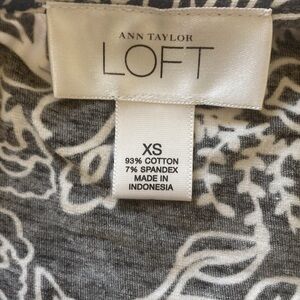 ANN TAYLOR
LOFT
XS
93% COTTON
7% SPANDEX
MADE IN
INDONESIA